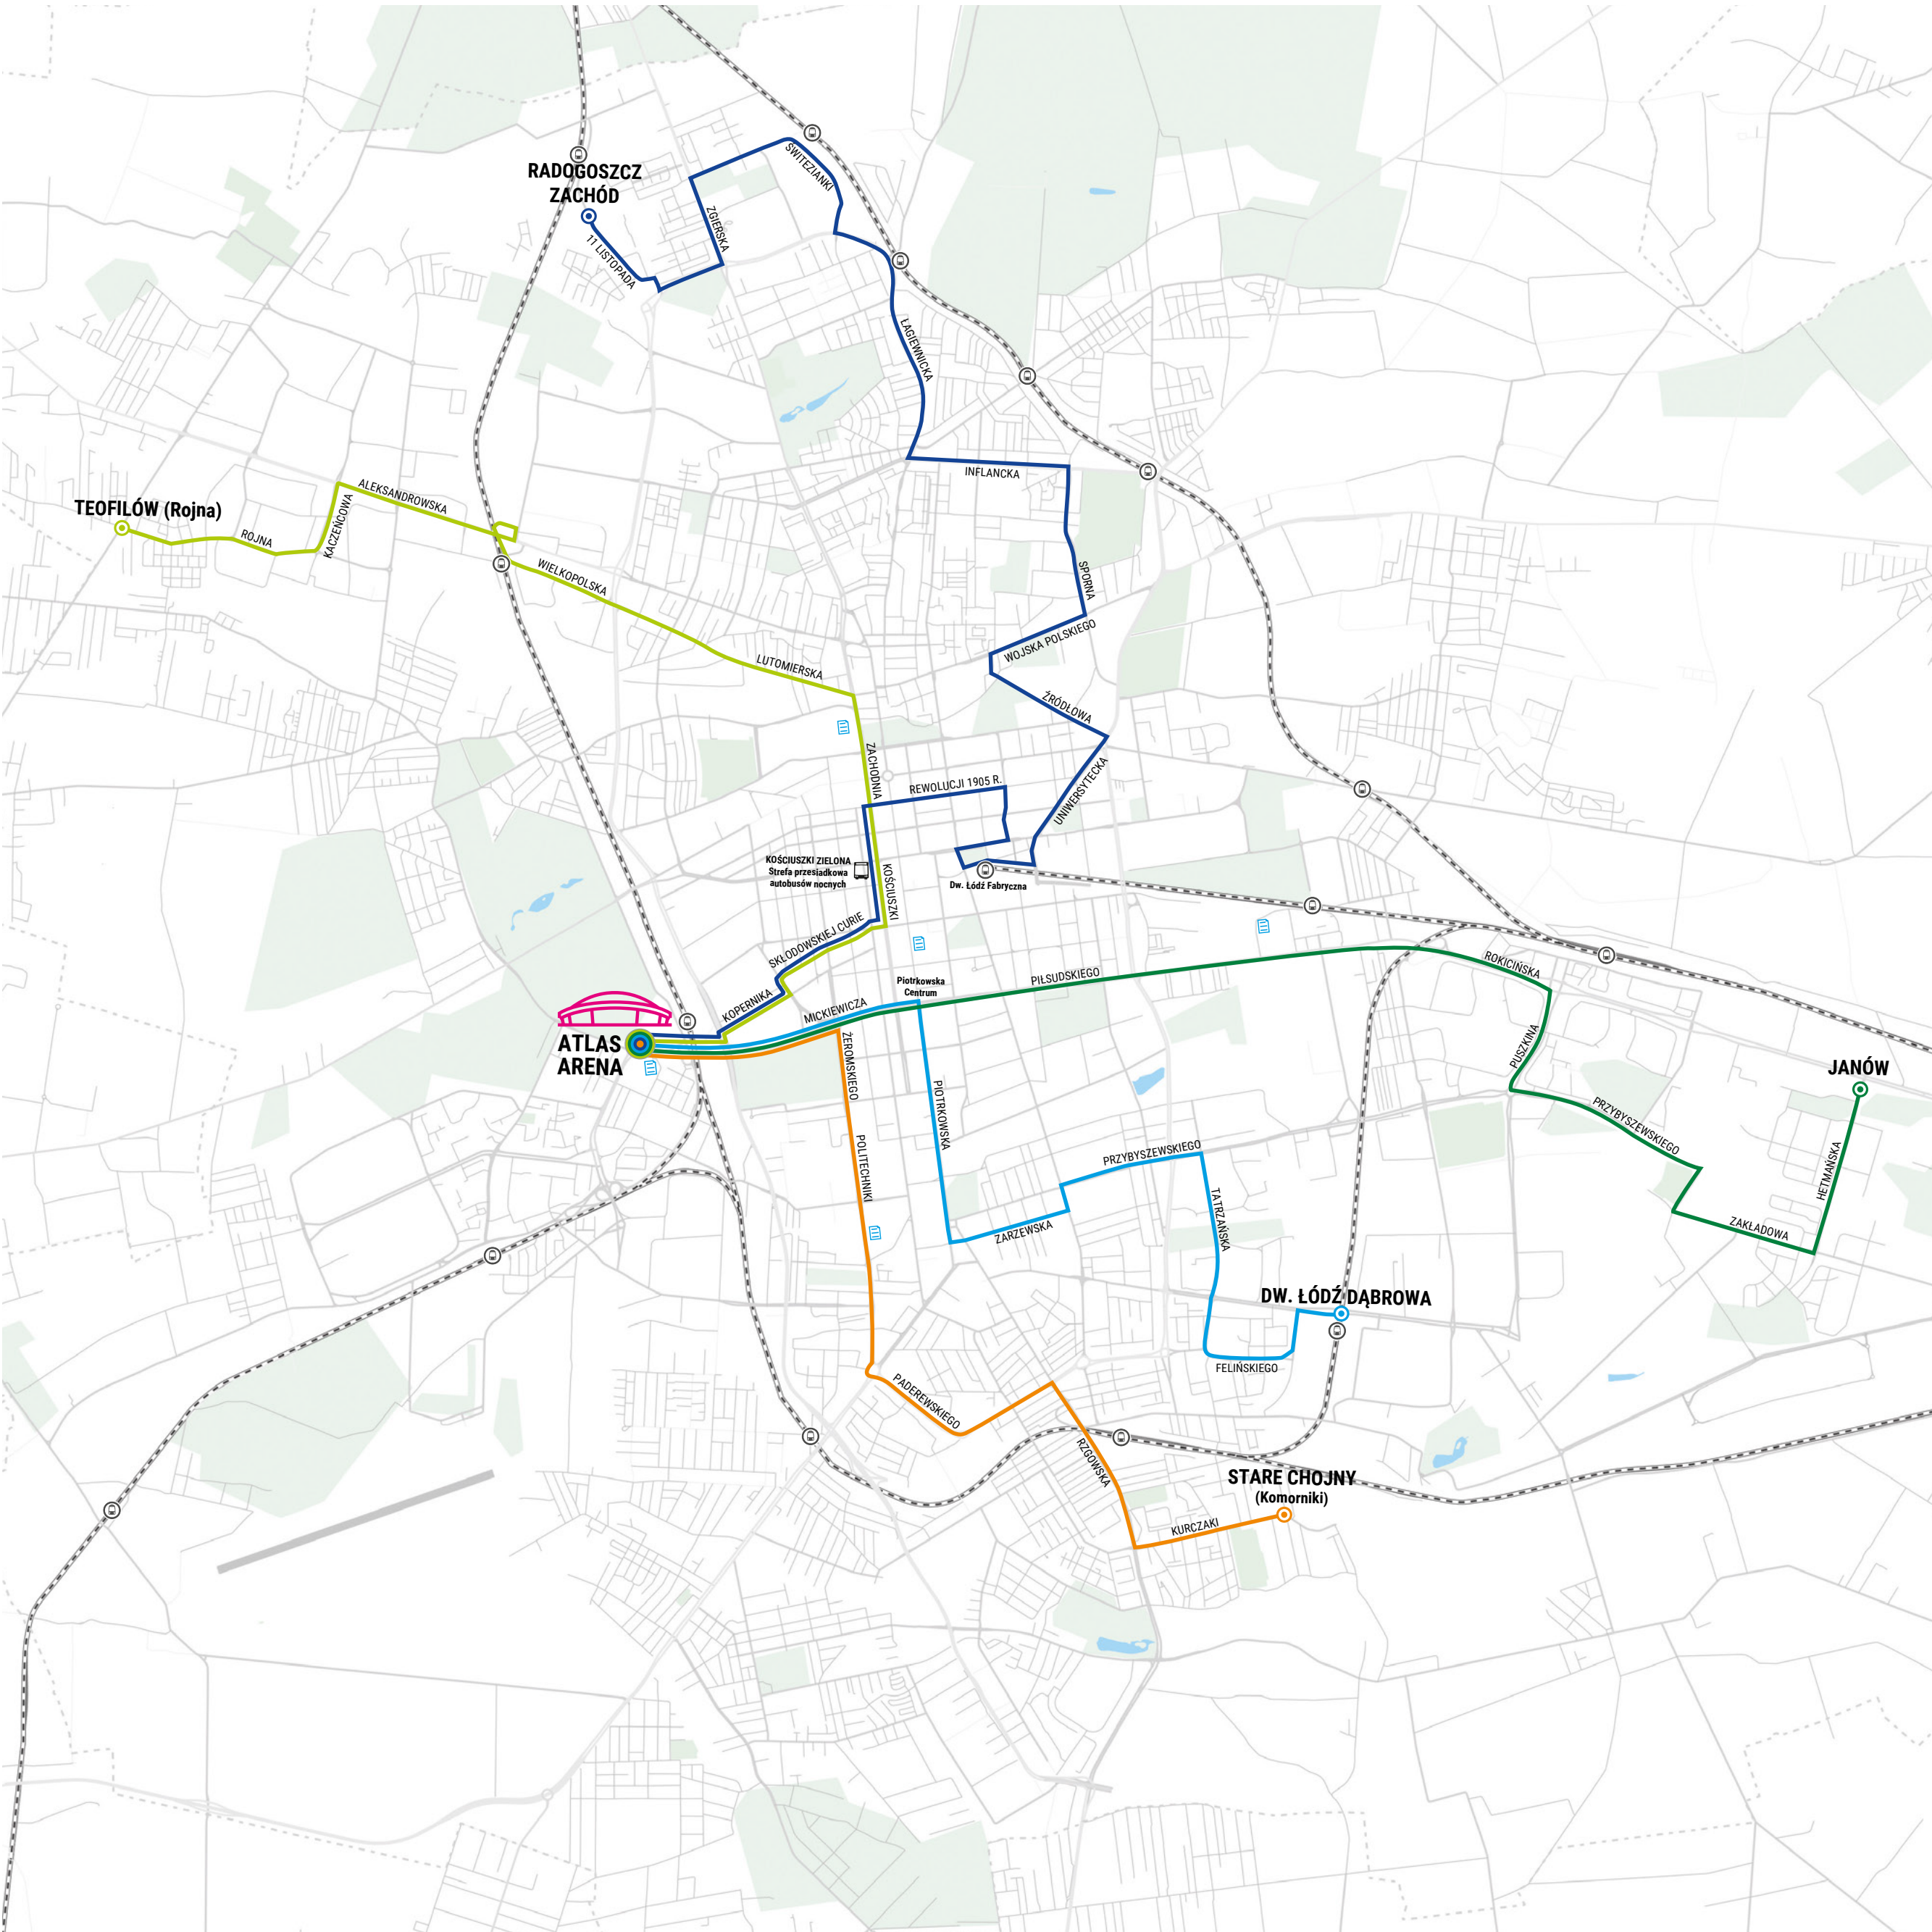 RADOGOSZCZ
ZACHÓD
11 LISTOPADA
ZGIERSKA
ŚWITEZIANKI
ŁAGIEWNICKA
INFLANCKA
SPORNA
WOJSKA POLSKIEGO
ŹRÓDŁOWA
UNIWERSYTECKA
REWOLUCJI 1905 R.
TEOFILÓW (Rojna)
ROJNA
KACZEŃCOWA
ALEKSANDROWSKA
WIELKOPOLSKA
LUTOMIERSKA
ZACHODNIA
KOŚCIUSZKI ZIELONA
Strefa przesiadkowa
autobusów nocnych
KOŚCIUSZKI
Dw. Łódź Fabryczna
SKŁODOWSKIEJ CURIE
KOPERNIKA
MICKIEWICZA
Piotrkowska
Centrum
PIŁSUDSKIEGO
ROKICIŃSKA
PUSZKINA
PRZYBYSZEWSKIEGO
ZAKŁADOWA
HETMAŃSKA
JANÓW
ATLAS
ARENA
ŻEROMSKIEGO
POLITECHNIKI
PIOTRKOWSKA
ZARZEWSKA
PRZYBYSZEWSKIEGO
TATRZAŃSKA
DW. ŁÓDŹ DĄBROWA
FELIŃSKIEGO
PADEREWSKIEGO
RZGOWSKA
STARE CHOJNY
(Komorniki)
KURCZAKI